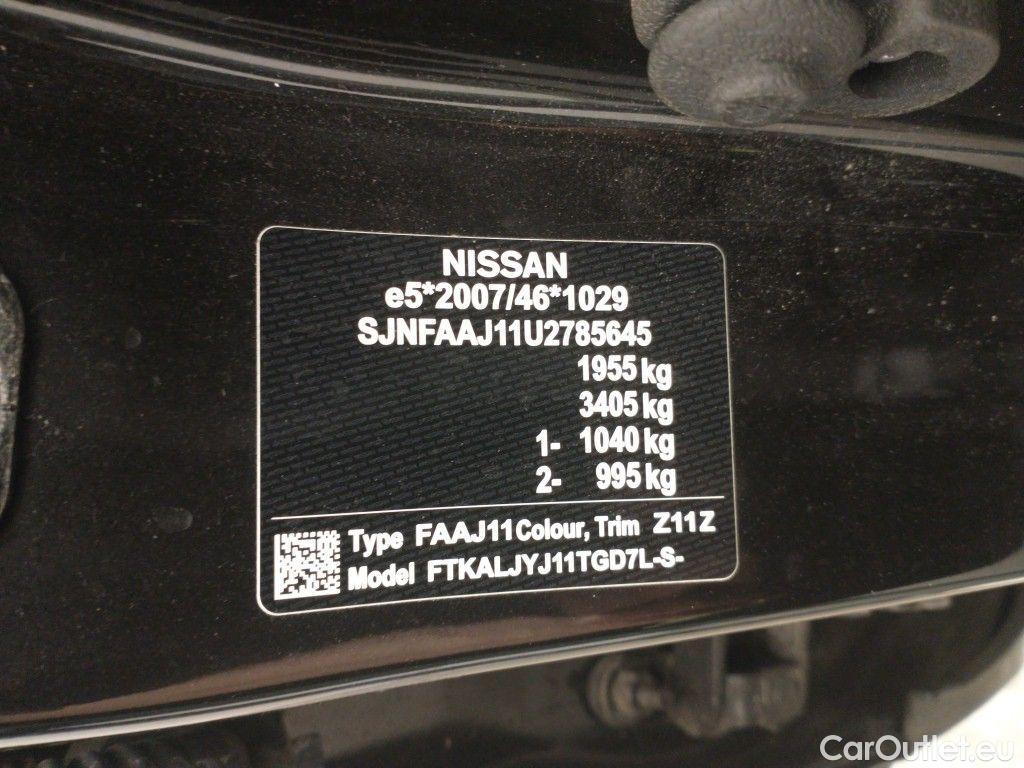 NISSAN
e5*2007/46*1029
SJNFAAJ11U2785645
1955 kg
3405 kg
1- 1040 kg
2- 995 kg
Type FAAJ11 Colour, Trim Z11 Z
Model FTKALJYJ11TGD7L-S-
CarOutlet.eu